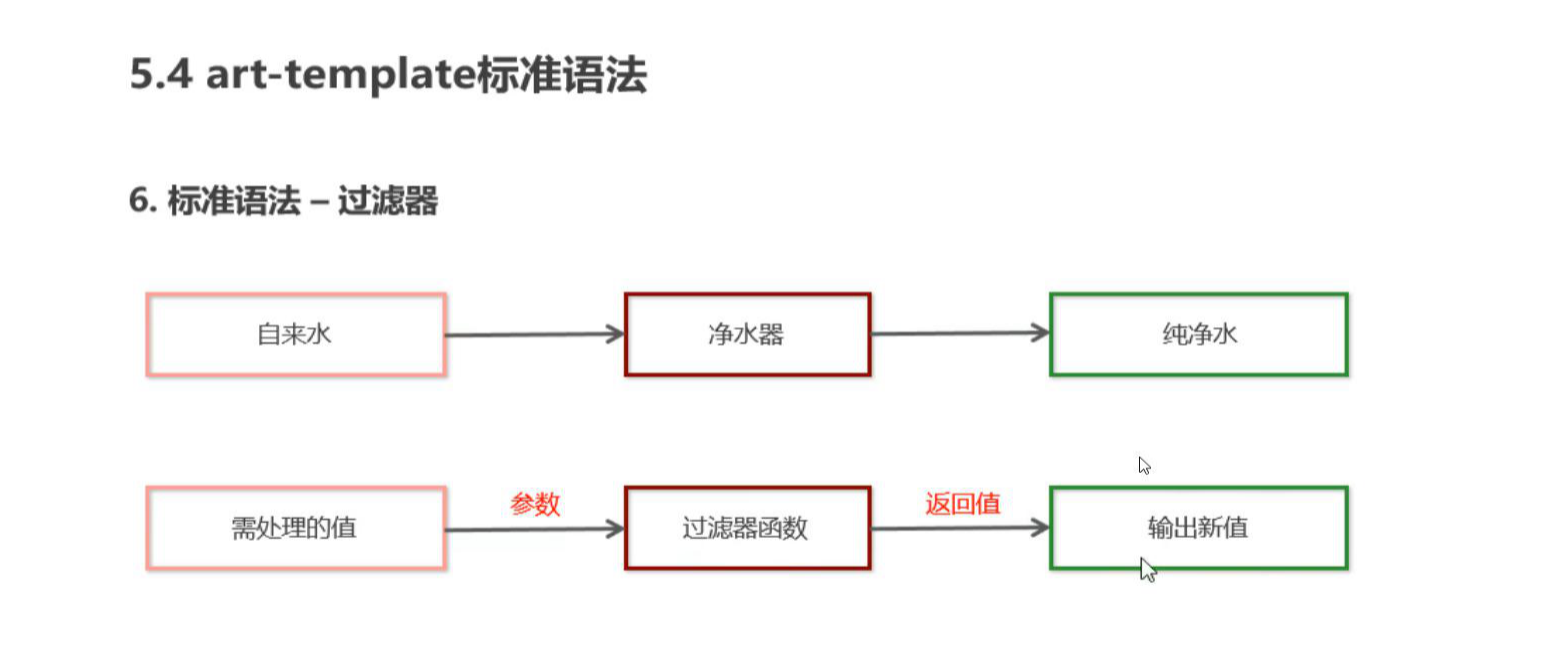 5.4 art-template标准语法
6. 标准语法 – 过滤器
自来水
净水器
纯净水
需处理的值
参数
过滤器函数
返回值
输出新值